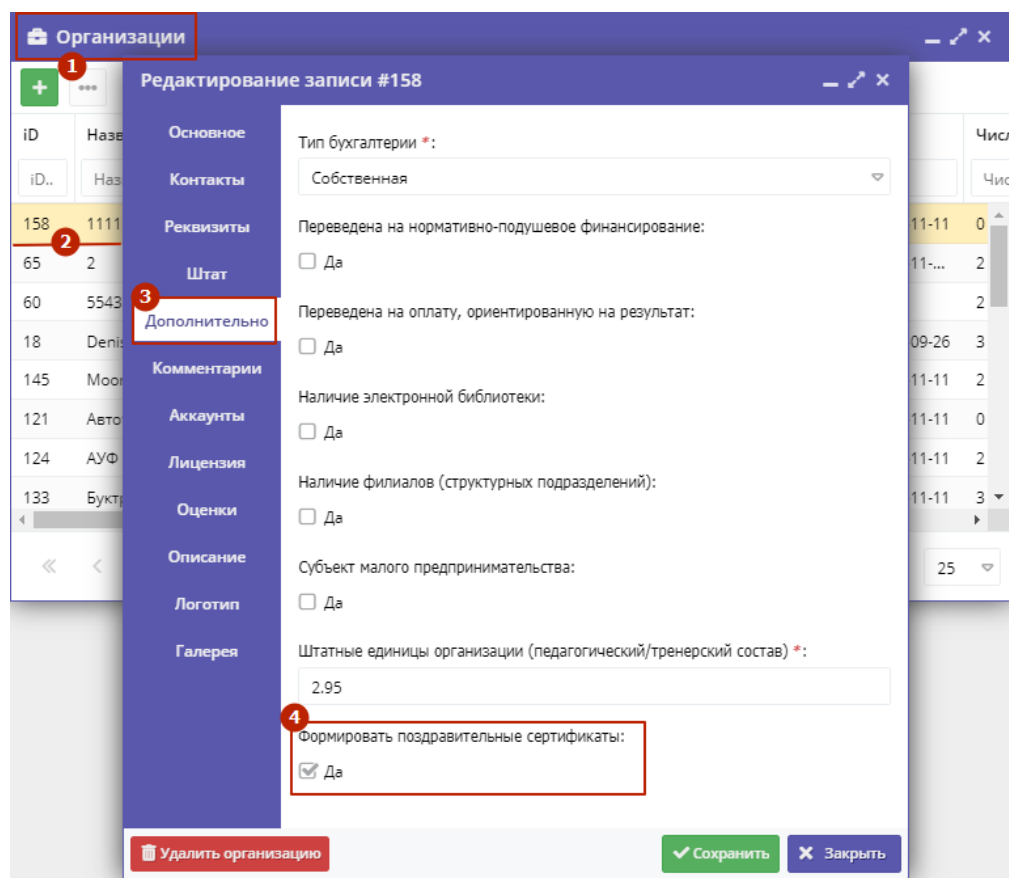 Организации
1
Редактирование записи #158
iD
Назв
Числ
iD..
Наз
Чис
158
1111
11-11
0
2
65
2
11-...
2
60
5543
2
18
Denis
09-26
3
145
Moor
11-11
2
121
Авто
11-11
0
124
АУФ
11-11
2
133
Букт
11-11
3
25
Основное
Контакты
Реквизиты
Штат
3
Дополнительно
Комментарии
Аккаунты
Лицензия
Оценки
Описание
Логотип
Галерея
Тип бухгалтерии *:
Собственная
Переведена на нормативно-подушевое финансирование:
Да
Переведена на оплату, ориентированную на результат:
Да
Наличие электронной библиотеки:
Да
Наличие филиалов (структурных подразделений):
Да
Субъект малого предпринимательства:
Да
Штатные единицы организации (педагогический/тренерский состав) *:
2.95
4
Формировать поздравительные сертификаты:
Да
Удалить организацию
Сохранить
Закрыть